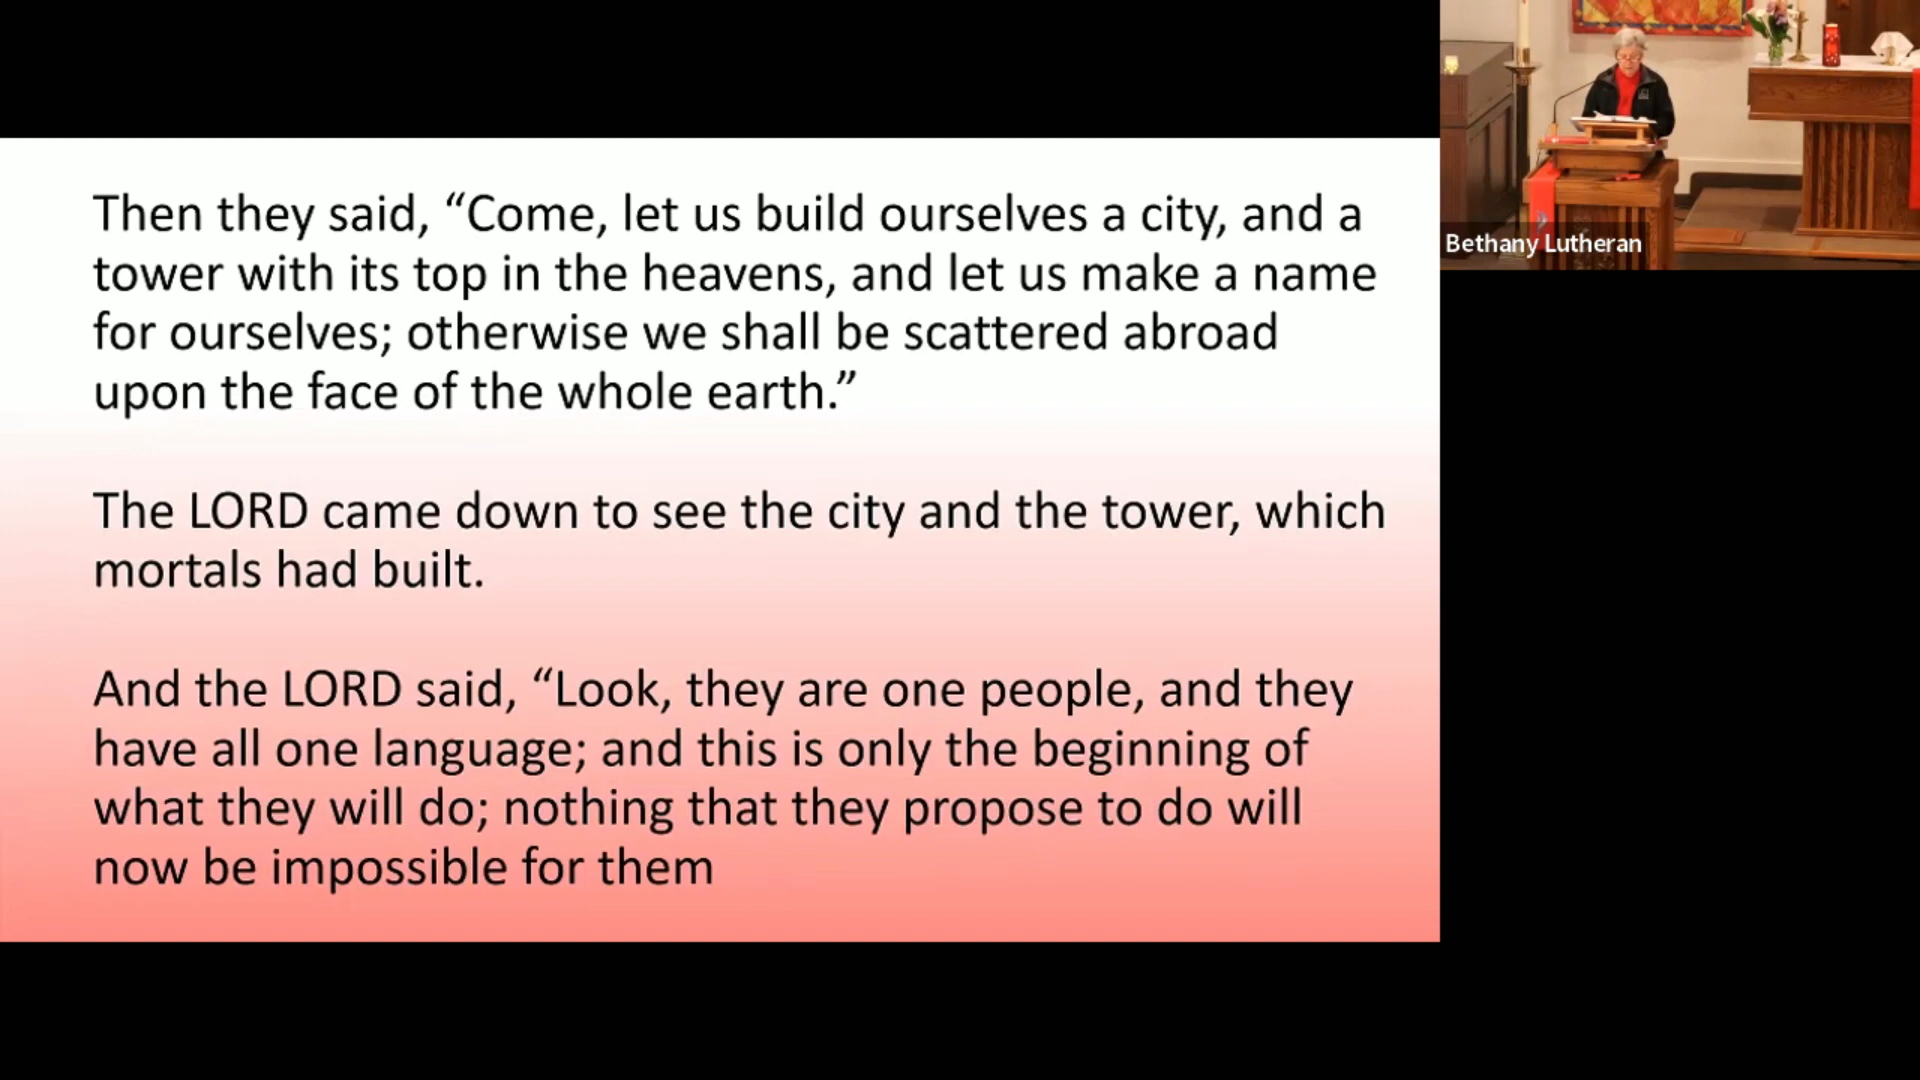 Then they said, “Come, let us build ourselves a city, and a
tower with its top in the heavens, and let us make a name
for ourselves; otherwise we shall be scattered abroad
upon the face of the whole earth.”
The LORD came down to see the city and the tower, which
mortals had built.
And the LORD said, “Look, they are one people, and they
have all one language; and this is only the beginning of
what they will do; nothing that they propose to do will
now be impossible for them
Bethany Lutheran